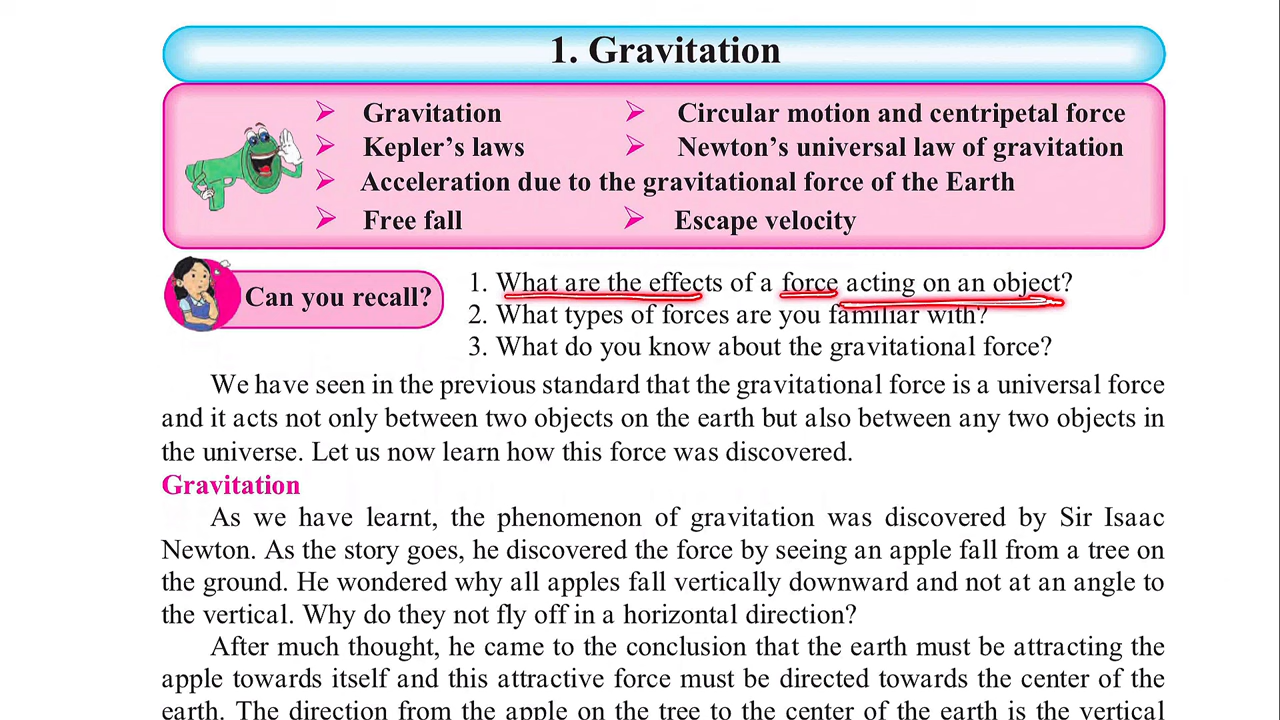 1. Gravitation
Gravitation
Circular motion and centripetal force
Kepler's laws
Newton's universal law of gravitation
Acceleration due to the gravitational force of the Earth
Free fall
Escape velocity
Can you recall?
1. What are the effects of a force acting on an object?
2. What types of forces are you familiar with?
3. What do you know about the gravitational force?
We have seen in the previous standard that the gravitational force is a universal force
and it acts not only between two objects on the earth but also between any two objects in
the universe. Let us now learn how this force was discovered.
Gravitation
As we have learnt, the phenomenon of gravitation was discovered by Sir Isaac
Newton. As the story goes, he discovered the force by seeing an apple fall from a tree on
the ground. He wondered why all apples fall vertically downward and not at an angle to
the vertical. Why do they not fly off in a horizontal direction?
After much thought, he came to the conclusion that the earth must be attracting the
apple towards itself and this attractive force must be directed towards the center of the
earth. The direction from the apple on the tree to the center of the earth is the vertical